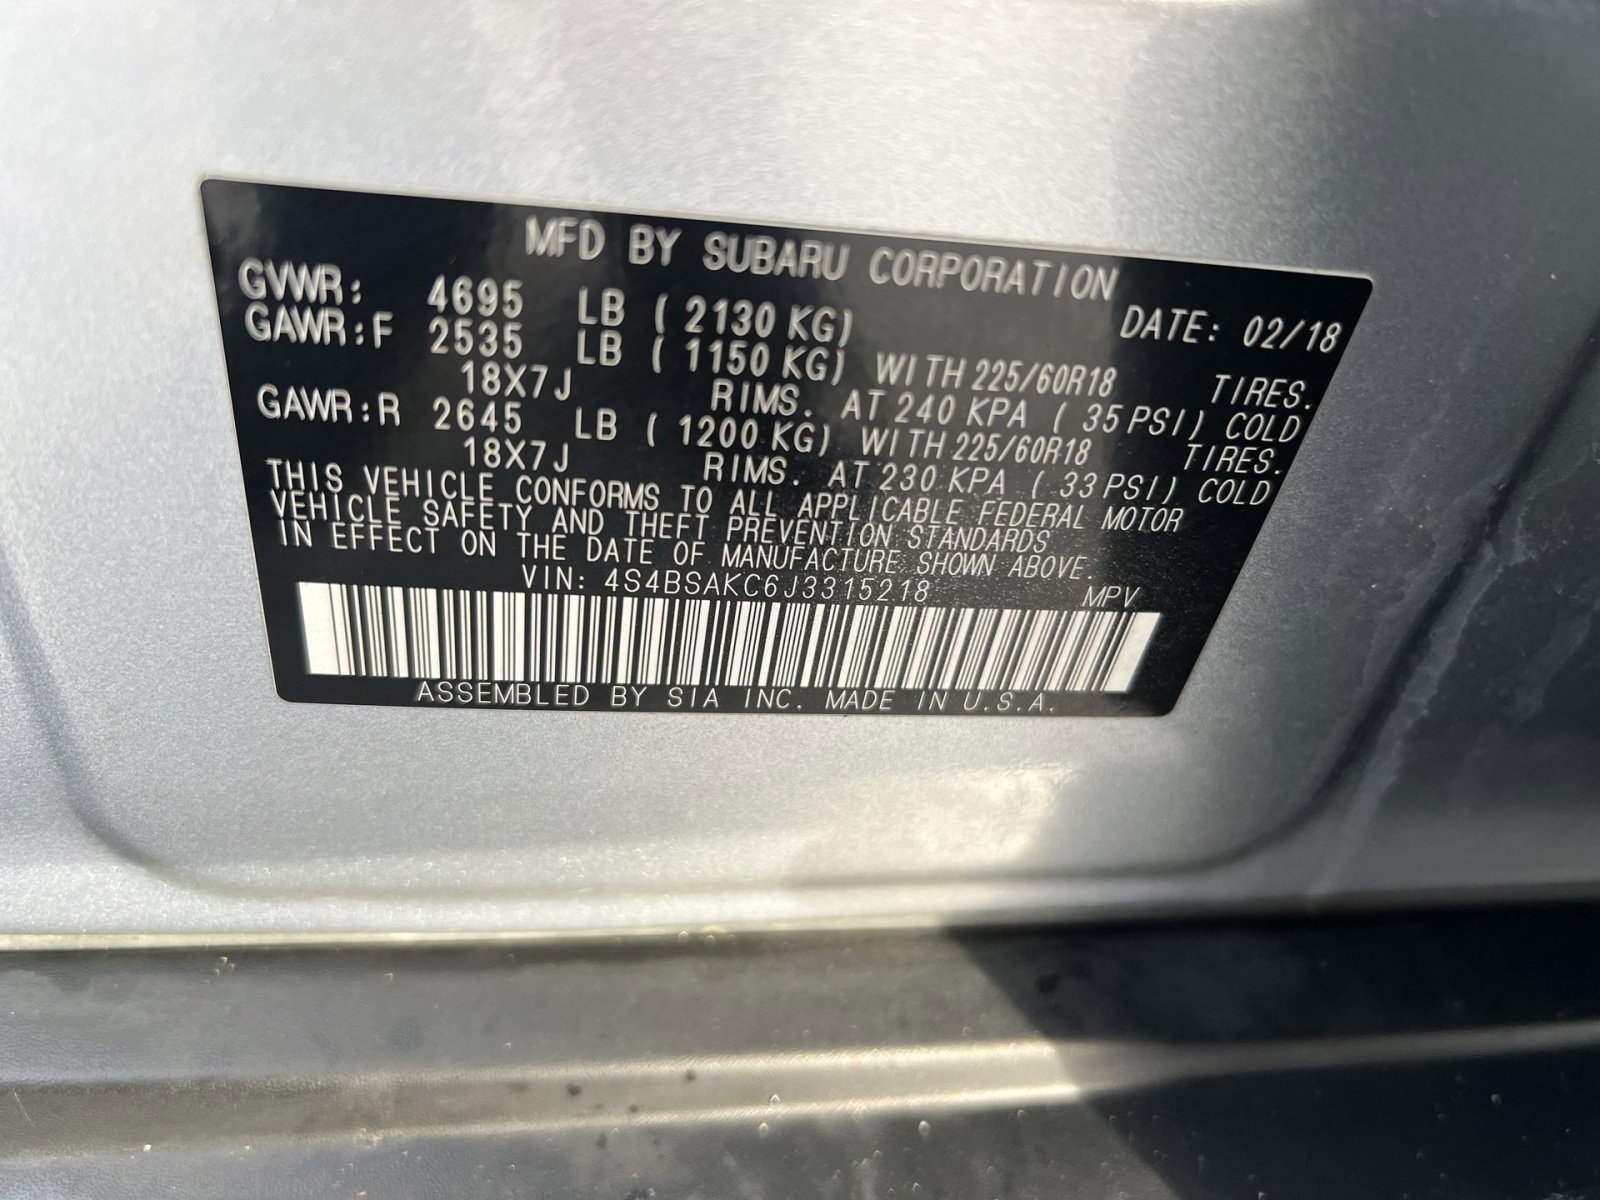 MFD BY SUBARU CORPORATION
GVWR: 4695 LB ( 2130 KG) DATE: 02/18
GAWR:F 2535 LB ( 1150 KG) WITH 225/60R18 TIRES.
18X7J RIMS. AT 240 KPA ( 35 PSI) COLD
GAWR:R 2645 LB ( 1200 KG) WITH 225/60R18 TIRES.
18X7J RIMS. AT 230 KPA ( 33 PSI) COLD
THIS VEHICLE CONFORMS TO ALL APPLICABLE FEDERAL MOTOR
VEHICLE SAFETY AND THEFT PREVENTION STANDARDS
IN EFFECT ON THE DATE OF MANUFACTURE SHOWN ABOVE.
VIN: 4S4BSAKC6J3315218 MPV
ASSEMBLED BY SIA INC. MADE IN U.S.A.